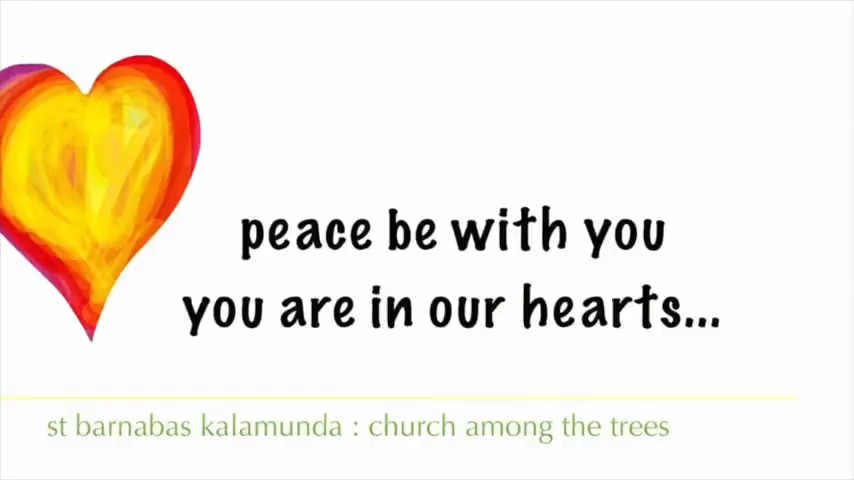 peace be with you
you are in our hearts...
st barnabas kalamunda : church among the trees